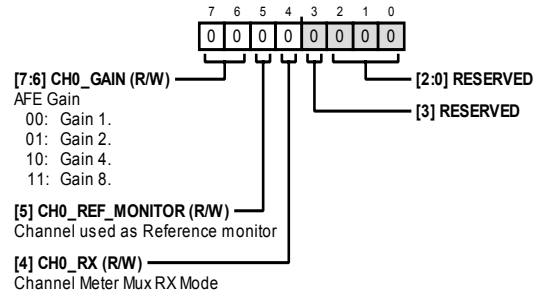 7 6 5 4 3 2 1 0
0 0 0 0 0 0 0 0
[7:6] CH0_GAIN (R/W)
AFE Gain
00: Gain 1.
01: Gain 2.
10: Gain 4.
11: Gain 8.
[5] CH0_REF_MONITOR (R/W)
Channel used as Reference monitor
[4] CH0_RX (R/W)
Channel Meter Mux RX Mode
[2:0] RESERVED
[3] RESERVED